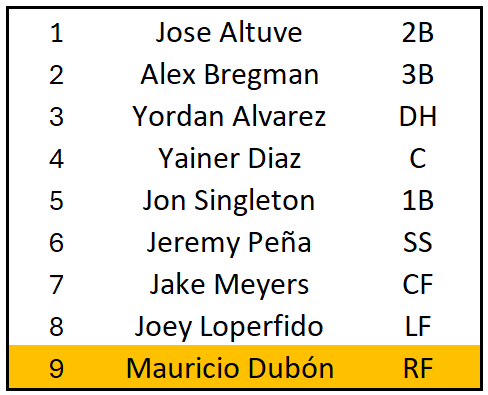 1 Jose Altuve 2B
2 Alex Bregman 3B
3 Yordan Alvarez DH
4 Yainer Diaz C
5 Jon Singleton 1B
6 Jeremy Peña SS
7 Jake Meyers CF
8 Joey Loperfido LF
9 Mauricio Dubón RF